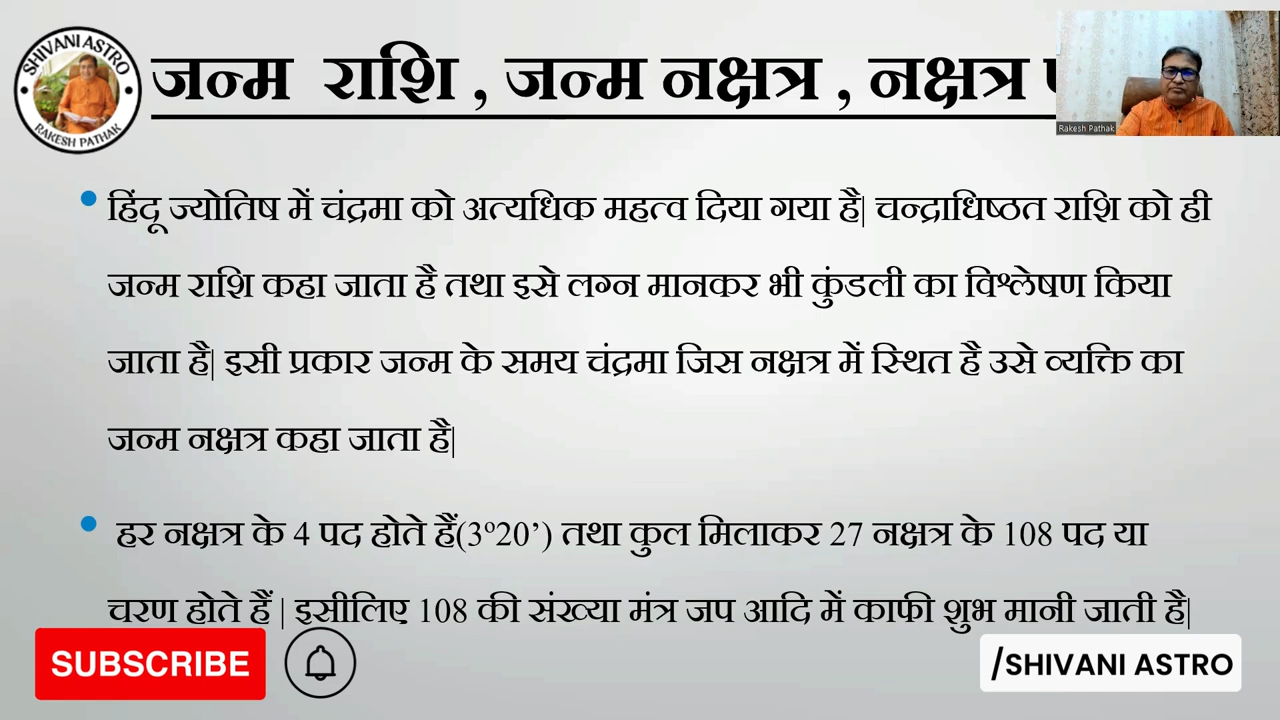 SHIVANI ASTRO
RAKESH PATHAK
जन्म राशि , जन्म नक्षत्र , नक्षत्र
Rakesh Pathak
• हिंदू ज्योतिष में चंद्रमा को अत्यधिक महत्व दिया गया है| चन्द्राधिष्ठत राशि को ही
जन्म राशि कहा जाता है तथा इसे लग्न मानकर भी कुंडली का विश्लेषण किया
जाता है| इसी प्रकार जन्म के समय चंद्रमा जिस नक्षत्र में स्थित है उसे व्यक्ति का
जन्म नक्षत्र कहा जाता है|
• हर नक्षत्र के 4 पद होते हैं(3º20’) तथा कुल मिलाकर 27 नक्षत्र के 108 पद या
चरण होते हैं | इसीलिए 108 की संख्या मंत्र जप आदि में काफी शुभ मानी जाती है|
SUBSCRIBE
/SHIVANI ASTRO